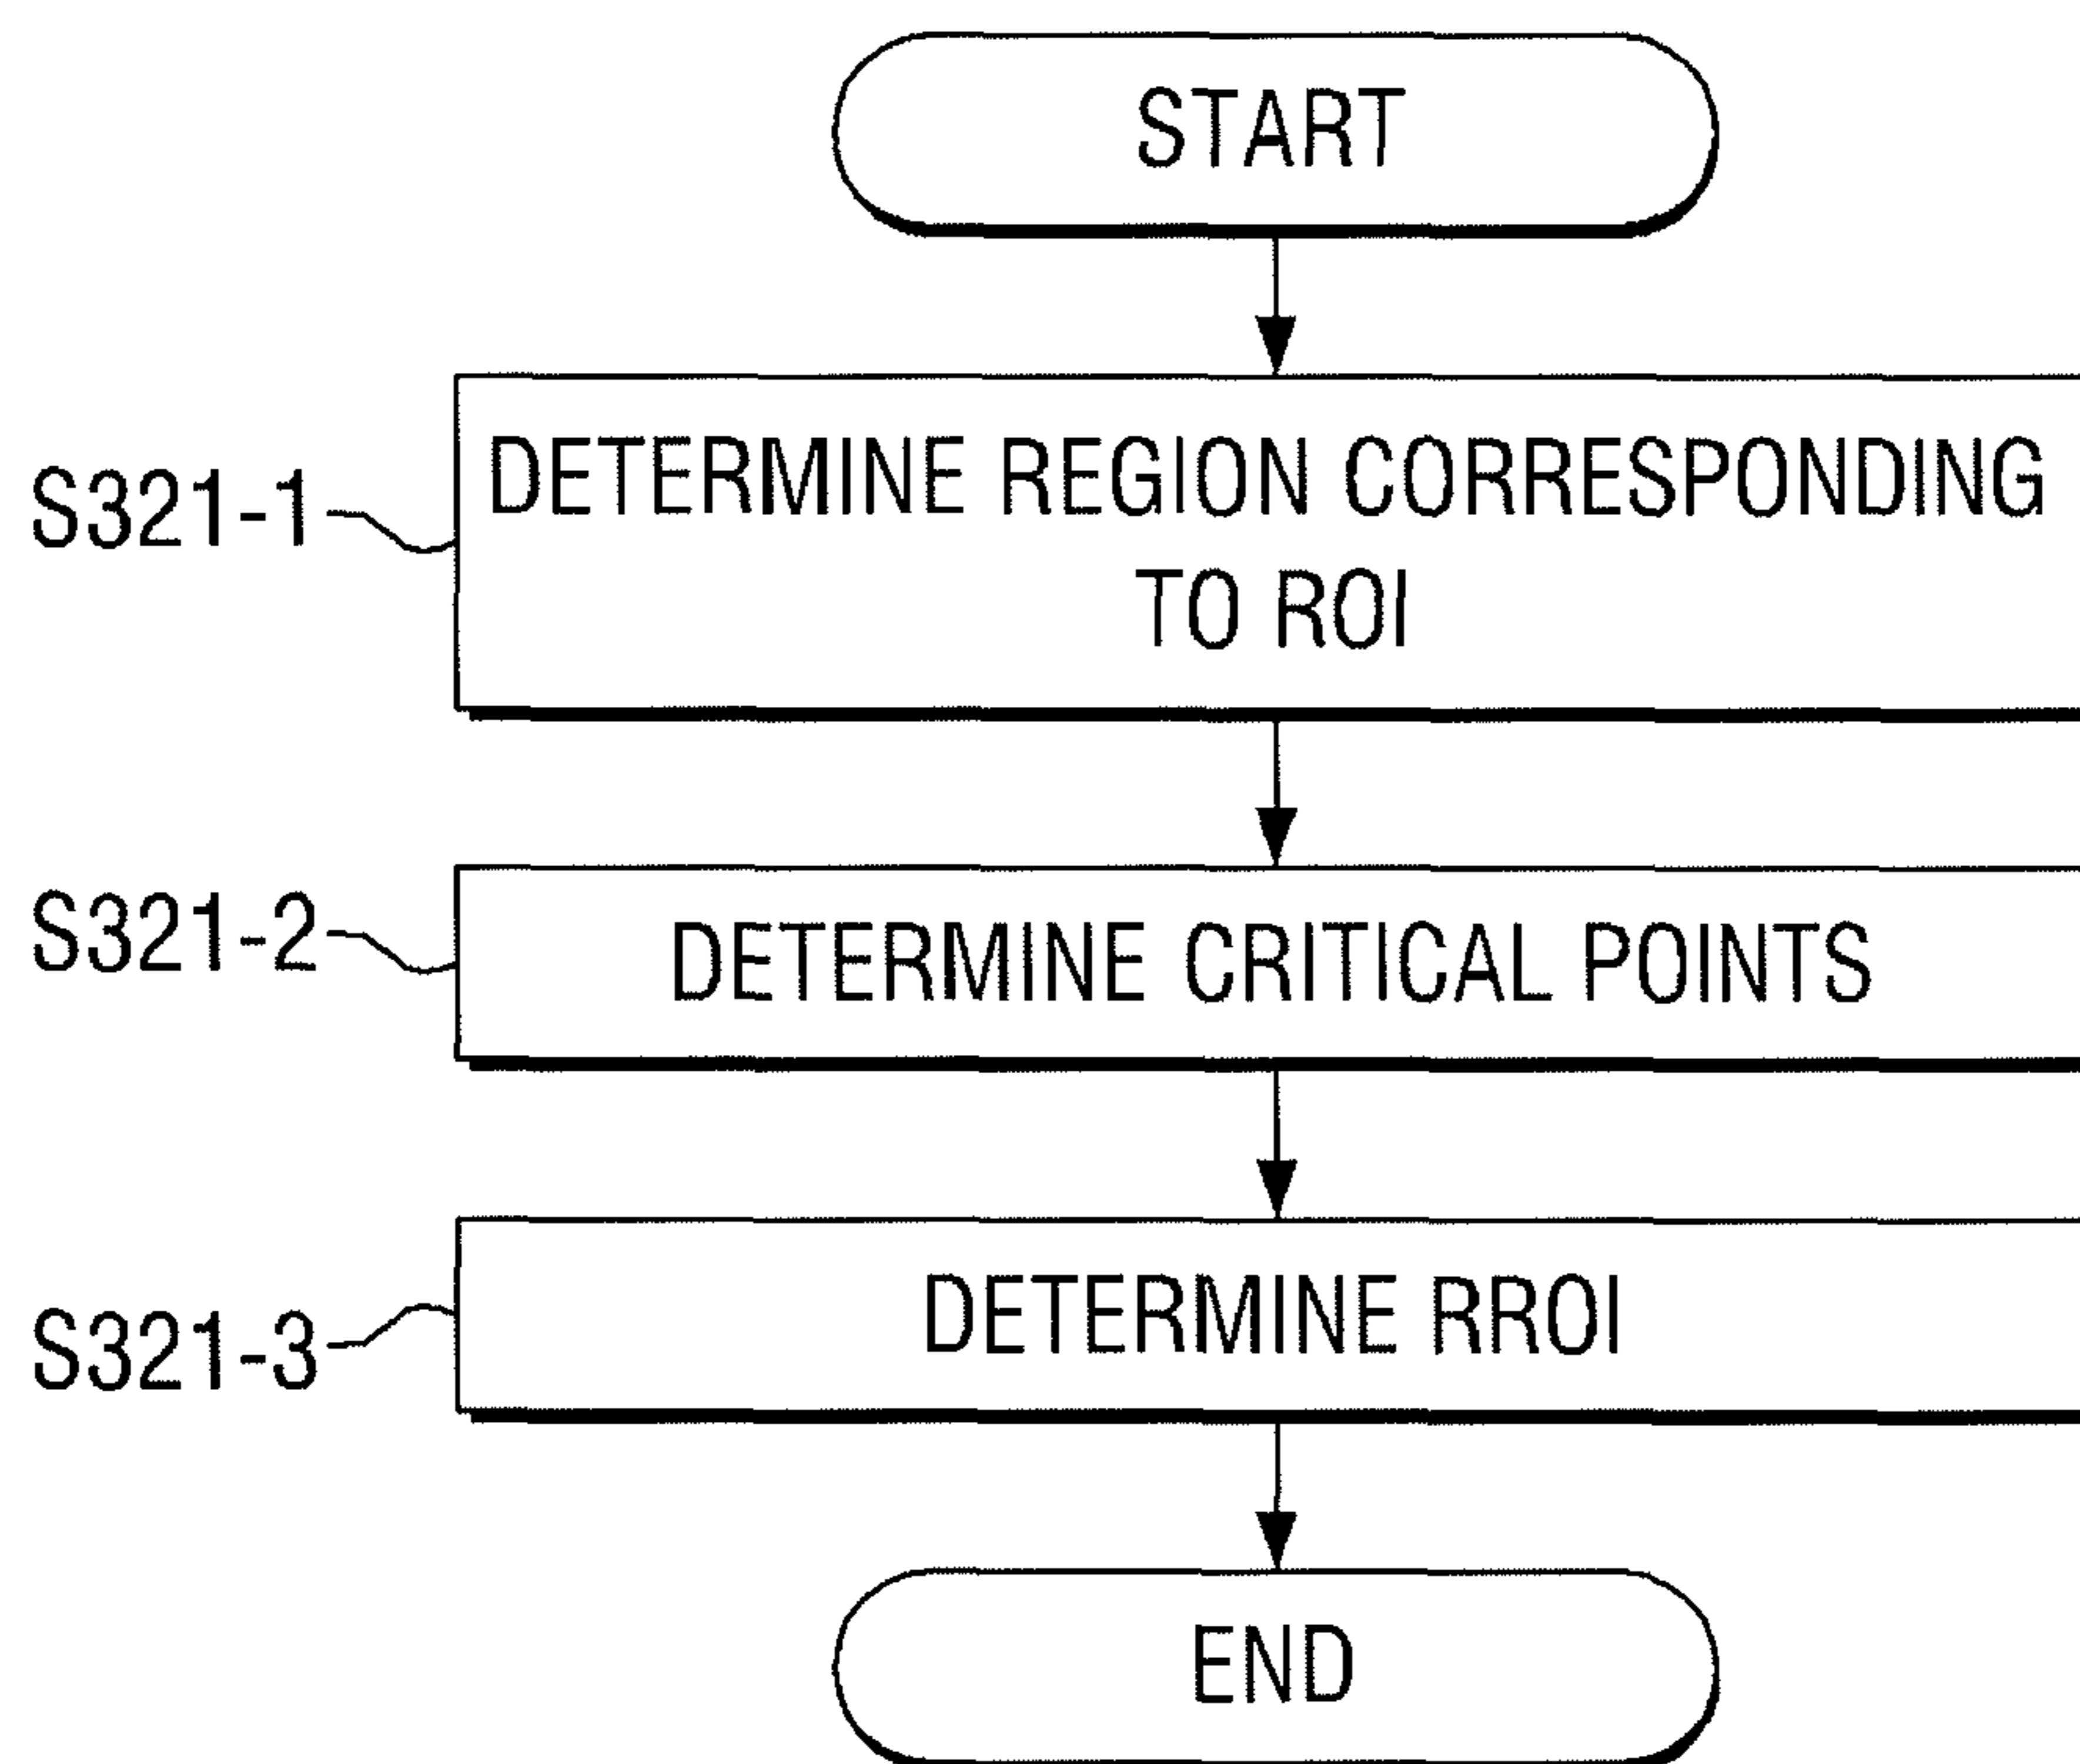 START
S321-1
DETERMINE REGION CORRESPONDING
TO ROI
S321-2
DETERMINE CRITICAL POINTS
S321-3
DETERMINE RROI
END